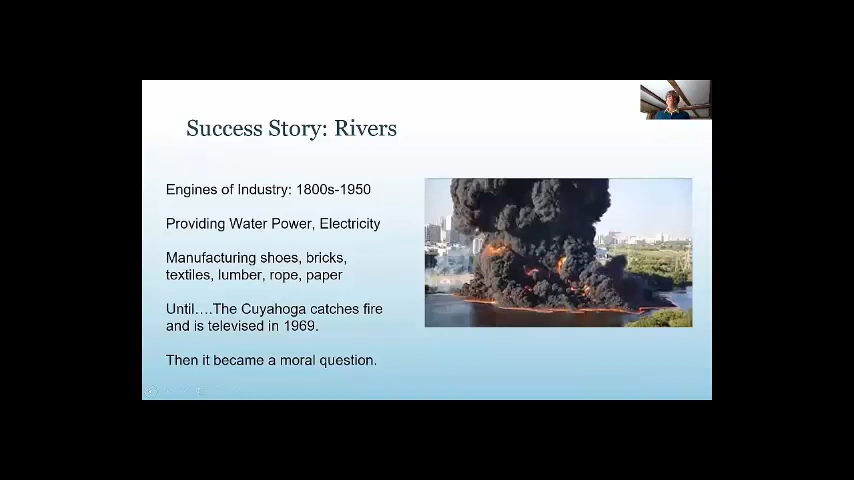 Success Story: Rivers
Engines of Industry: 1800s-1950
Providing Water Power, Electricity
Manufacturing shoes, bricks,
textiles, lumber, rope, paper
Until....The Cuyahoga catches fire
and is televised in 1969.
Then it became a moral question.